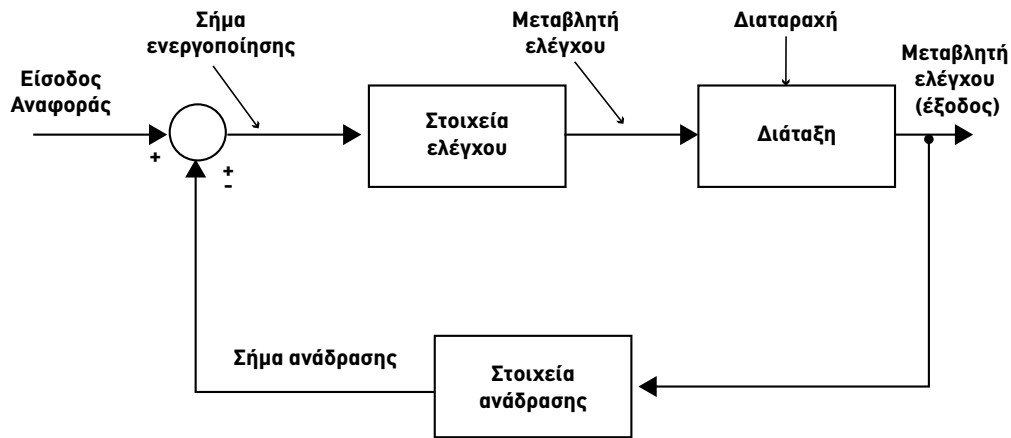 Σήμα
ενεργοποίησης
Μεταβλητή
ελέγχου
Διαταραχή
Μεταβλητή
ελέγχου
(έξοδος)
Είσοδος
Αναφοράς
+
+
-
Στοιχεία
ελέγχου
Διάταξη
Σήμα ανάδρασης
Στοιχεία
ανάδρασης